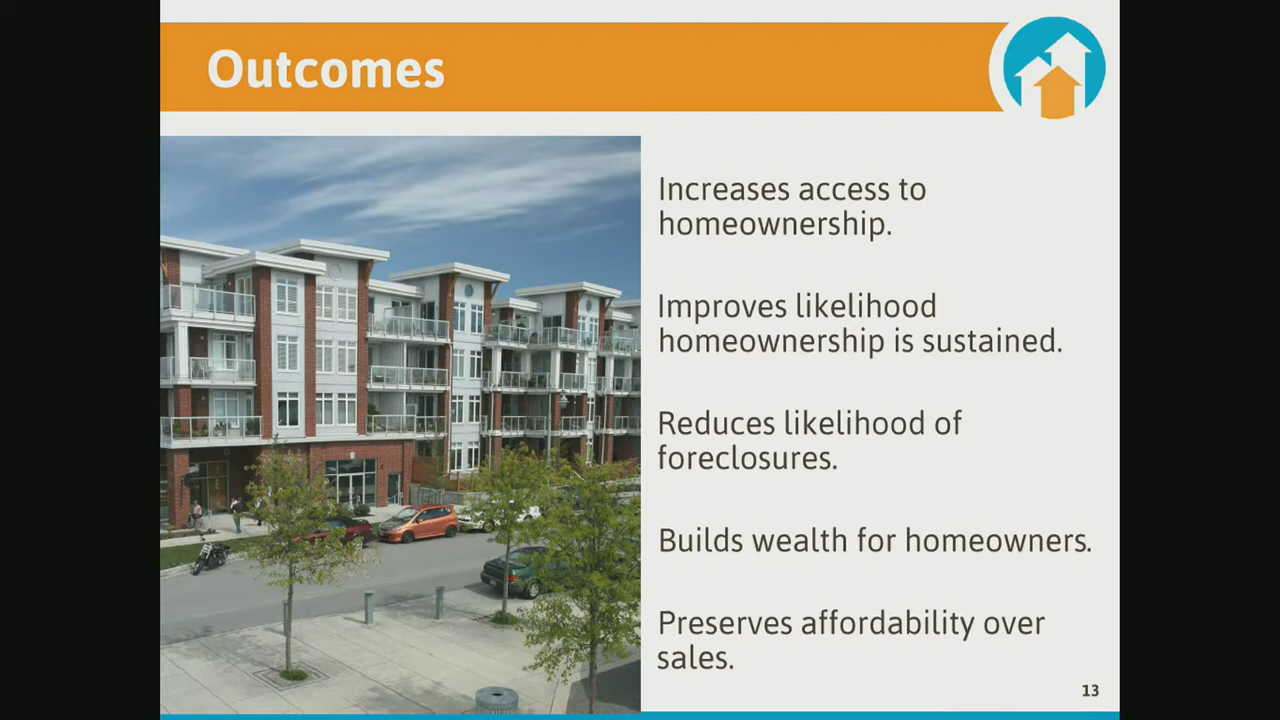 Outcomes
Increases access to
homeownership.
Improves likelihood
homeownership is sustained.
Reduces likelihood of
foreclosures.
Builds wealth for homeowners.
Preserves affordability over
sales.
13